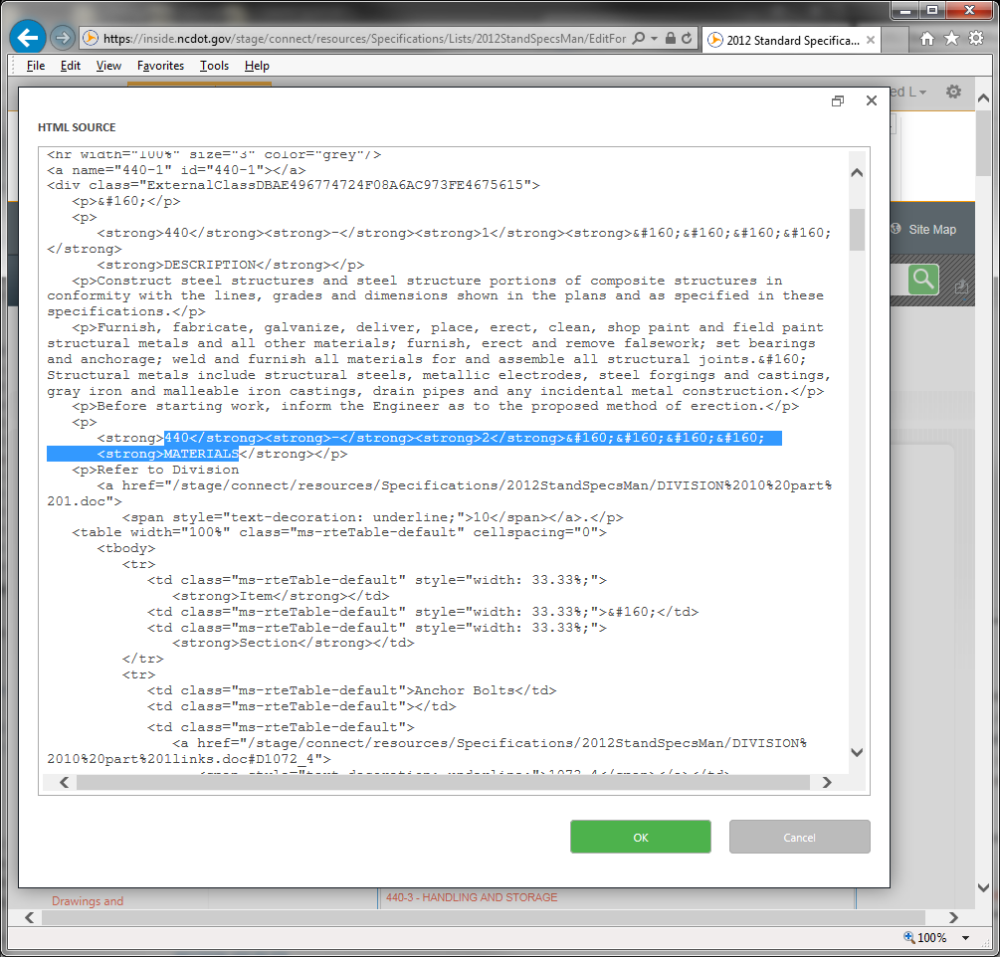 https://inside.ncdot.gov/stage/connect/resources/Specifications/Lists/2012StandSpecsMan/EditFor
2012 Standard Specifica...
File Edit View Favorites Tools Help
ed L
HTML SOURCE
<hr width="100%" size="3" color="grey"/>
<a name="440-1" id="440-1"></a>
<div class="ExternalClassDBAE496774724F08A6AC973FE4675615">
<p>&#160;</p>
<p>
<strong>440</strong><strong>-</strong><strong>1</strong><strong>&#160;&#160;&#160;&#160;
</strong>
<strong>DESCRIPTION</strong></p>
<p>Construct steel structures and steel structure portions of composite structures in
conformity with the lines, grades and dimensions shown in the plans and as specified in these
specifications.</p>
<p>Furnish, fabricate, galvanize, deliver, place, erect, clean, shop paint and field paint
structural metals and all other materials; furnish, erect and remove falsework; set bearings
and anchorage; weld and furnish all materials for and assemble all structural joints.&#160;
Structural metals include structural steels, metallic electrodes, steel forgings and castings,
gray iron and malleable iron castings, drain pipes and any incidental metal construction.</p>
<p>Before starting work, inform the Engineer as to the proposed method of erection.</p>
<p>
<strong>440</strong><strong>-</strong><strong>2</strong>&#160;&#160;&#160;&#160;
<strong>MATERIALS</strong></p>
<p>Refer to Division
<a href="/stage/connect/resources/Specifications/2012StandSpecsMan/DIVISION%2010%20part%
201.doc">
<span style="text-decoration: underline;">10</span></a>.</p>
<table width="100%" class="ms-rteTable-default" cellspacing="0">
<tbody>
<tr>
<td class="ms-rteTable-default" style="width: 33.33%;">
<strong>Item</strong></td>
<td class="ms-rteTable-default" style="width: 33.33%;">&#160;</td>
<td class="ms-rteTable-default" style="width: 33.33%;">
<strong>Section</strong></td>
</tr>
<tr>
<td class="ms-rteTable-default">Anchor Bolts</td>
<td class="ms-rteTable-default"></td>
<td class="ms-rteTable-default">
<a href="/stage/connect/resources/Specifications/2012StandSpecsMan/DIVISION%
2010%20part%201links.doc#D1072_4">
<span style="text-decoration: underline;">1072-4</span></a></td>
Site Map
OK
Cancel
Drawings and
440-3 - HANDLING AND STORAGE
100%